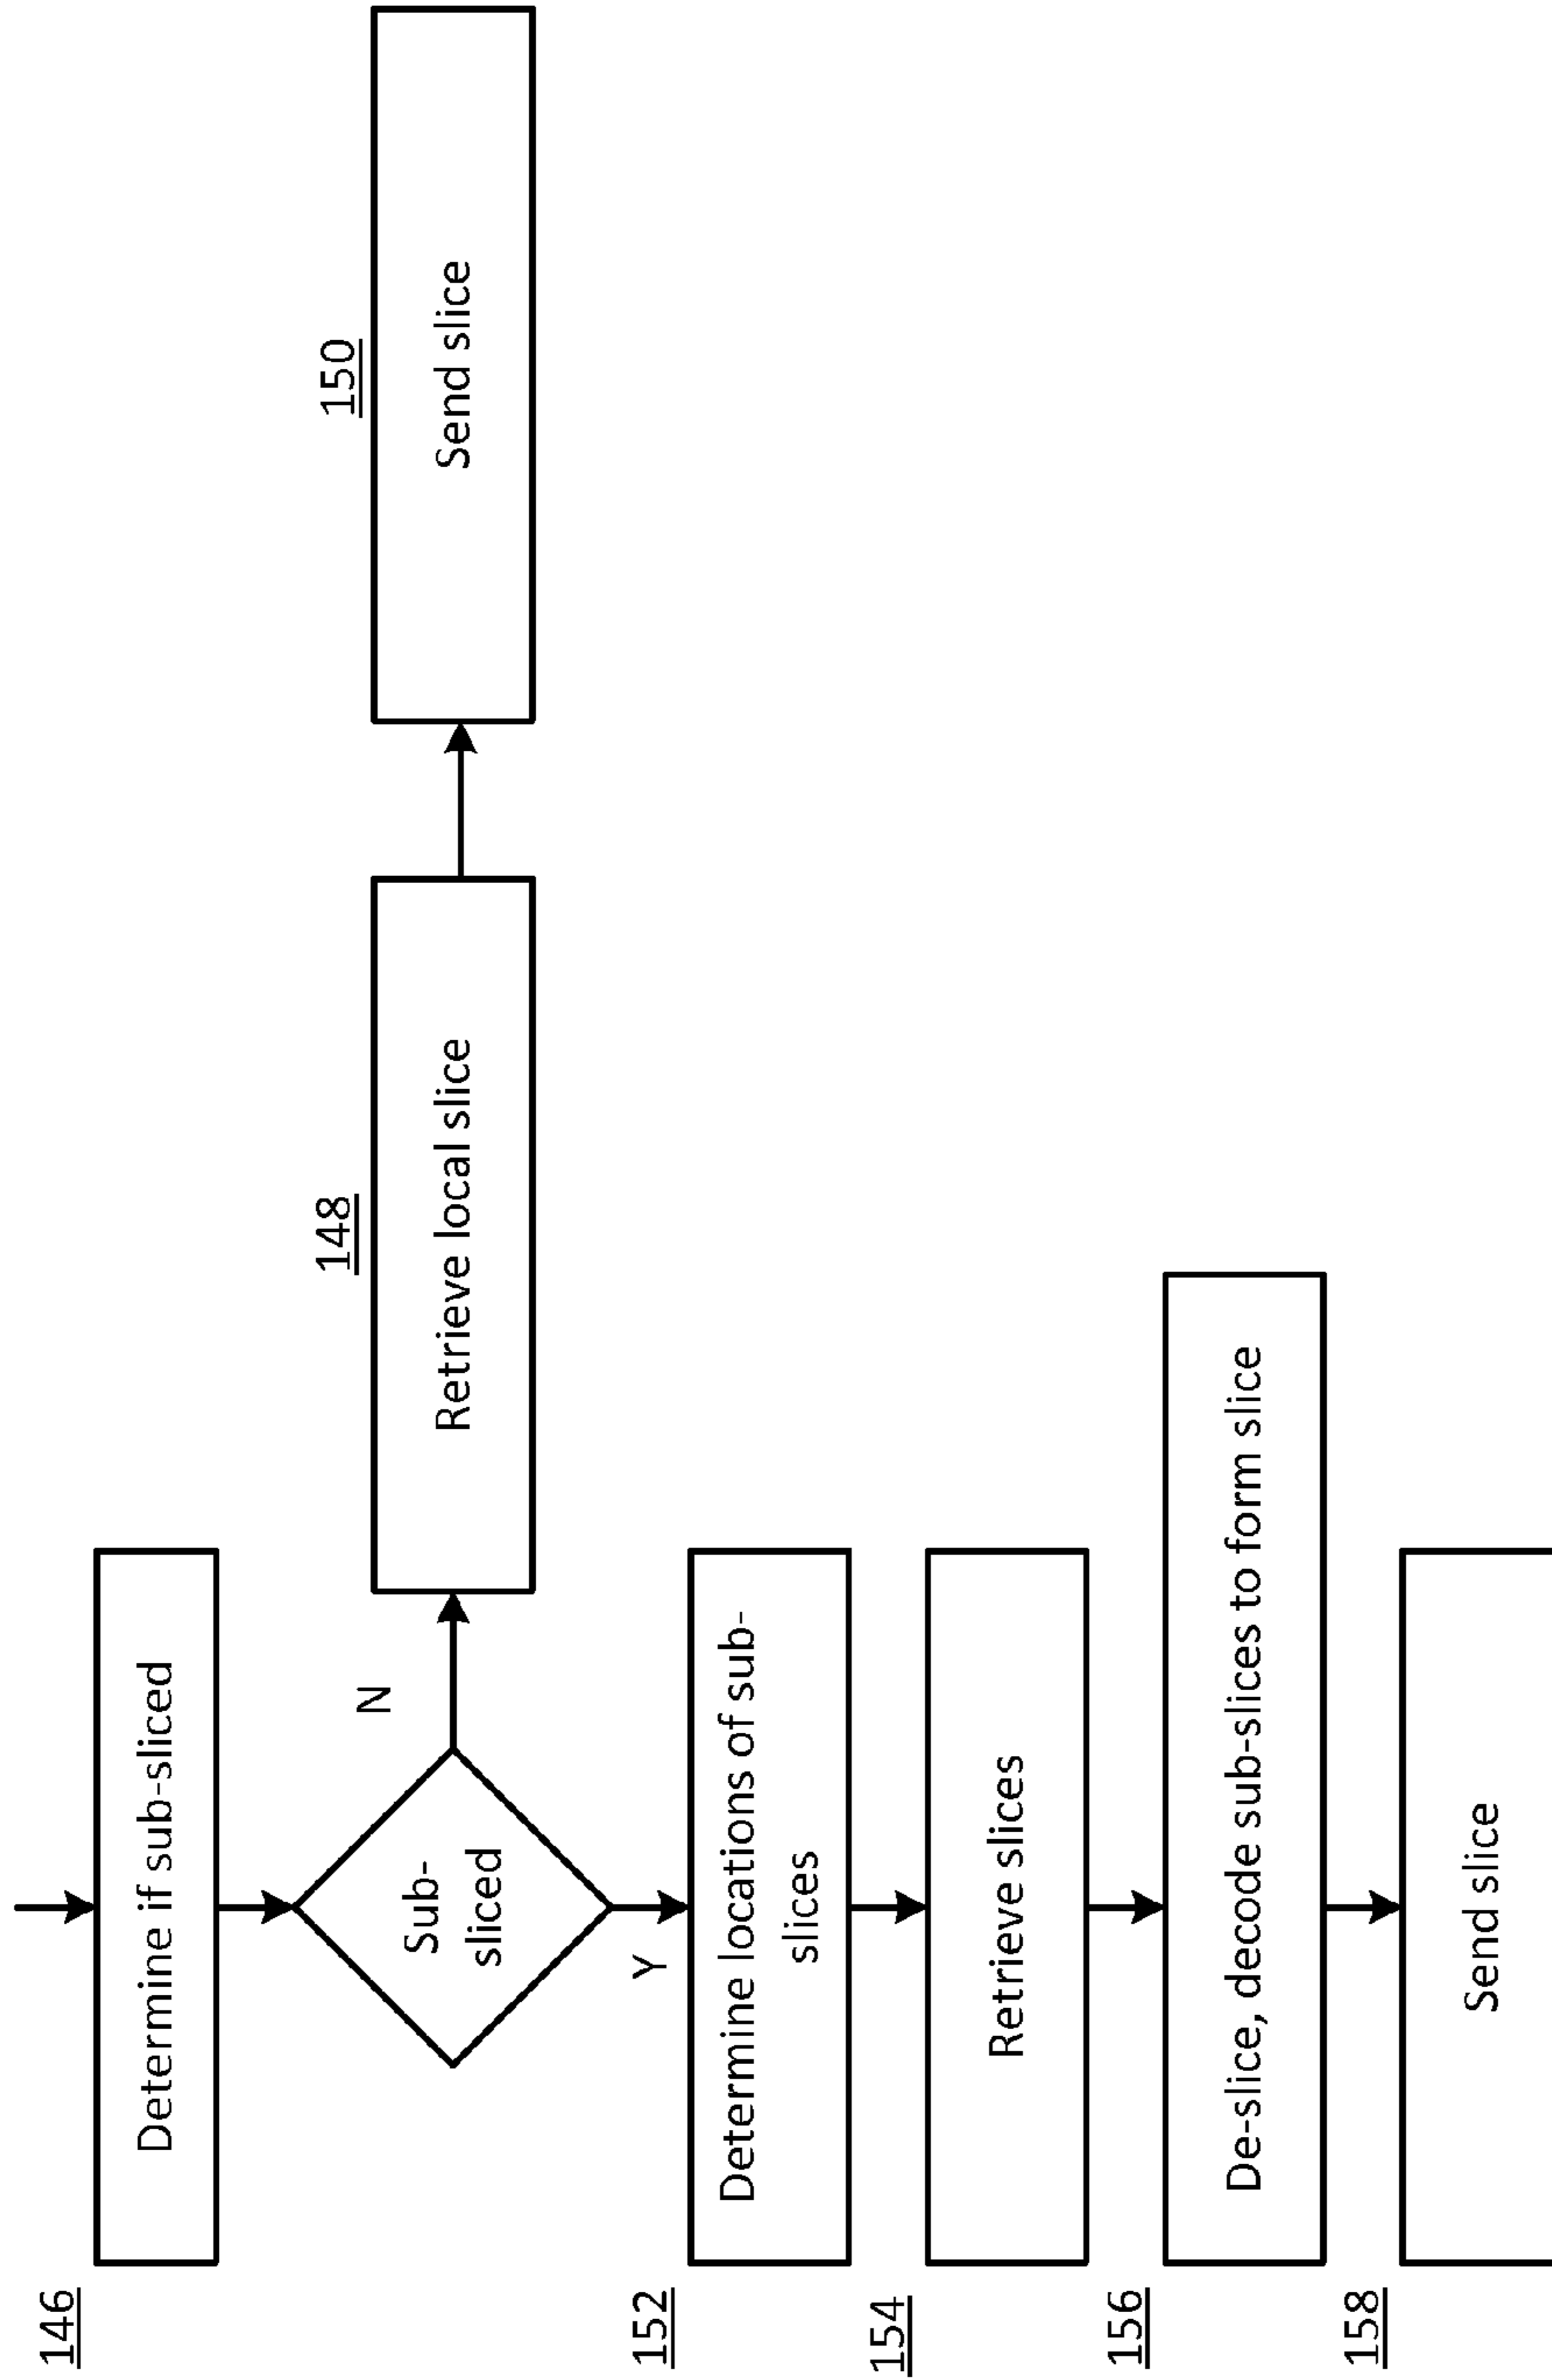 146
Determine if sub-sliced
Sub-
sliced
N
148
Retrieve local slice
150
Send slice
Y
152
Determine locations of sub-
slices
154
Retrieve slices
156
De-slice, decode sub-slices to form slice
158
Send slice